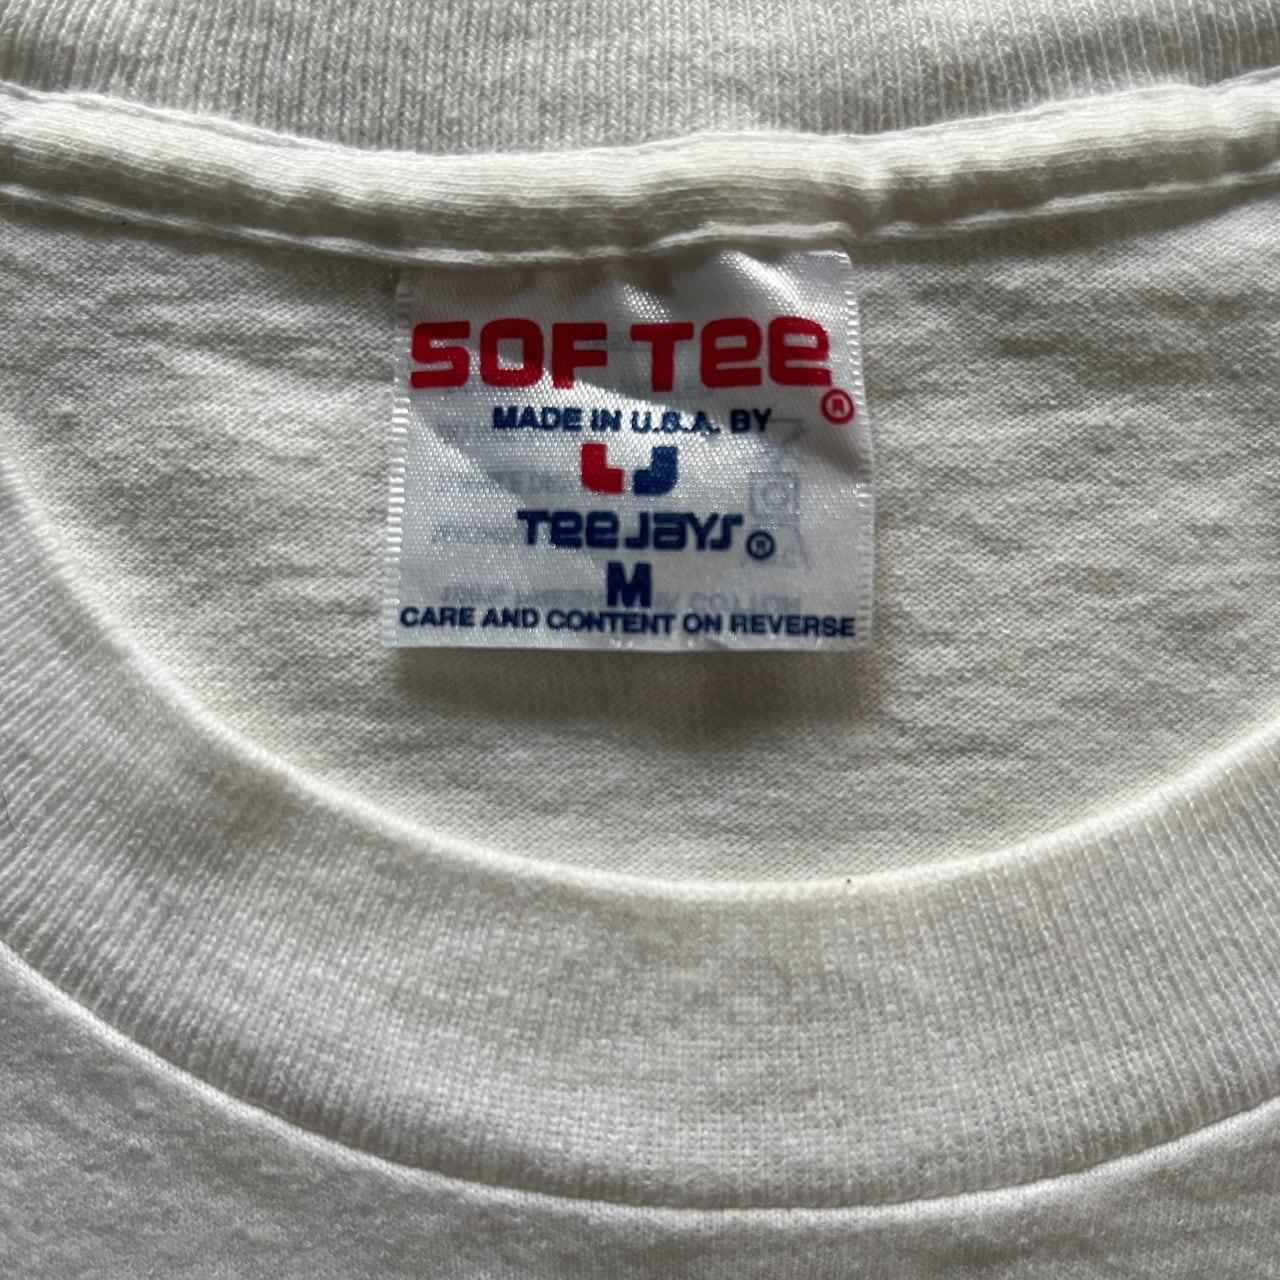 SOF TEE®
MADE IN U.S.A. BY
TEE JAYS®
M
CARE AND CONTENT ON REVERSE